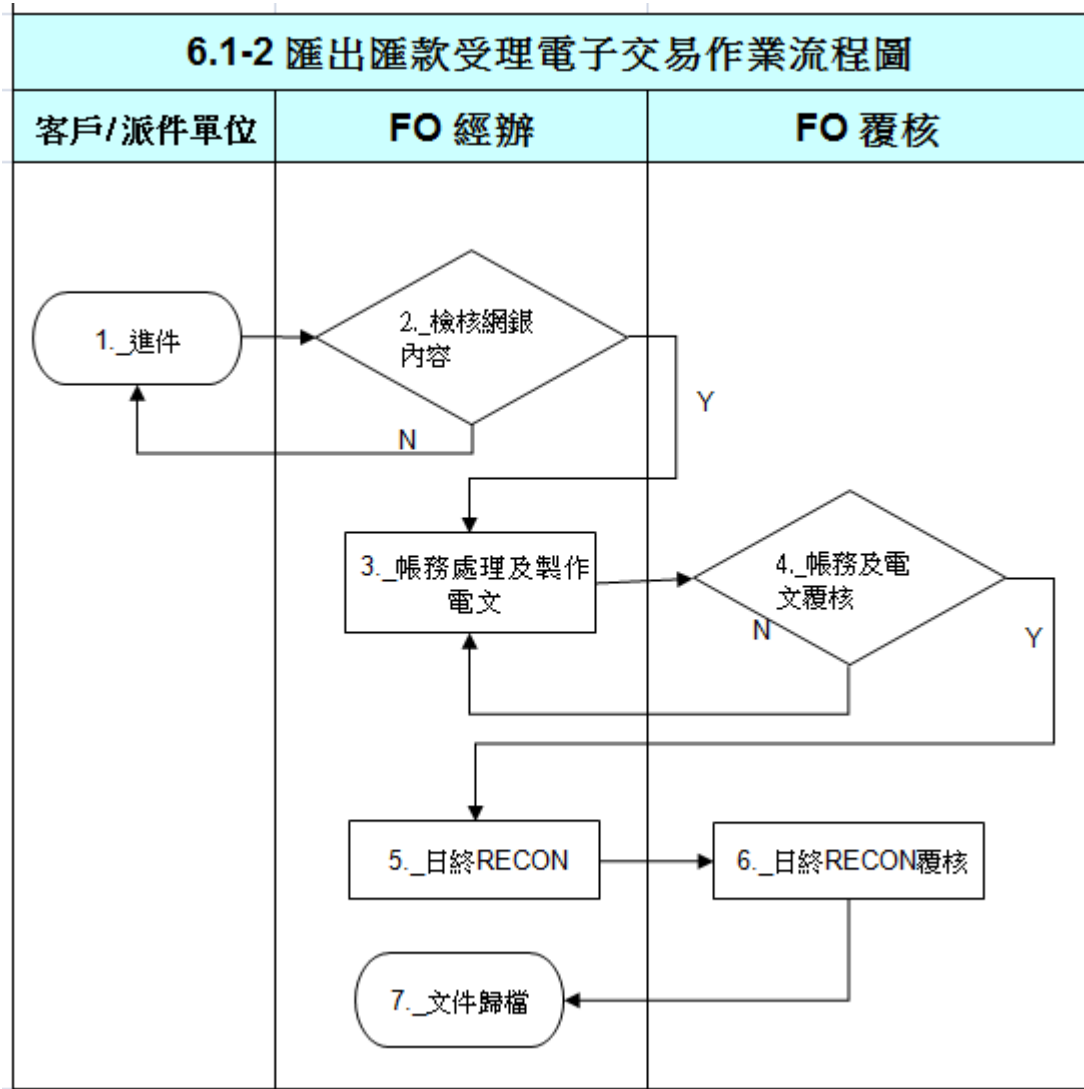 6.1-2 匯出匯款受理電子交易作業流程圖
客戶/派件單位
FO 經辦
FO 覆核
1._進件
2._檢核網銀
內容
Y
N
3._帳務處理及製作
電文
4._帳務及電
文覆核
N
Y
5._日終RECON
6._日終RECON覆核
7._文件歸檔